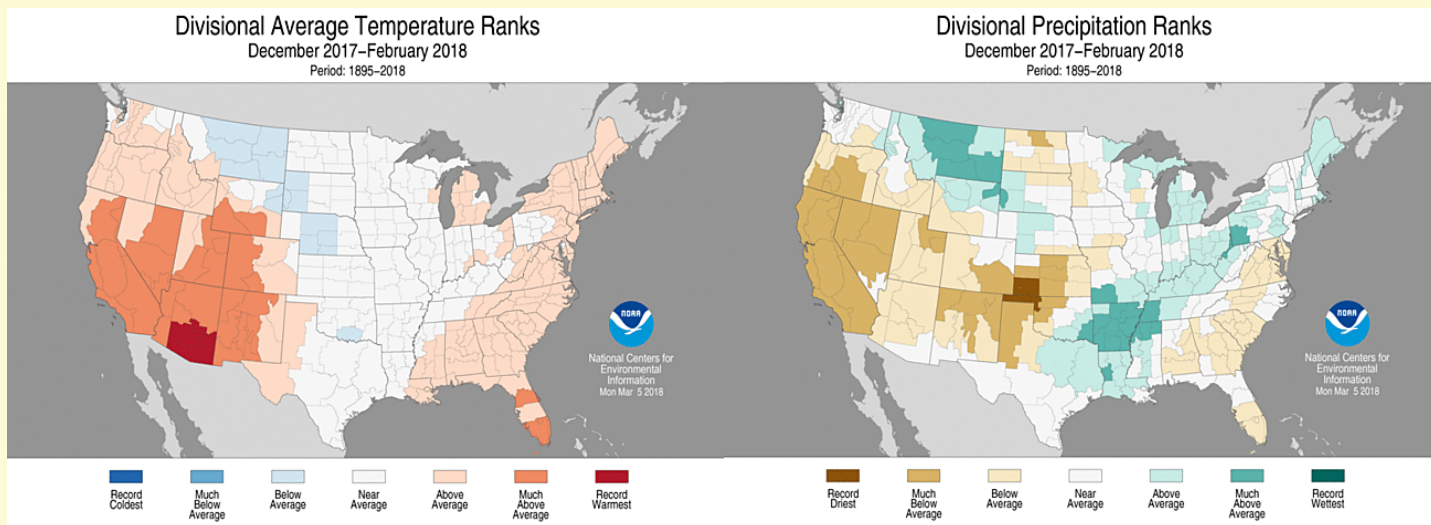 Divisional Average Temperature Ranks
December 2017–February 2018
Period: 1895–2018
NOAA
National Centers for
Environmental
Information
Mon Mar 5 2018
Record
Coldest
Much
Below
Average
Below
Average
Near
Average
Above
Average
Much
Above
Average
Record
Warmest
Divisional Precipitation Ranks
December 2017–February 2018
Period: 1895–2018
NOAA
National Centers for
Environmental
Information
Mon Mar 5 2018
Record
Driest
Much
Below
Average
Below
Average
Near
Average
Above
Average
Much
Above
Average
Record
Wettest